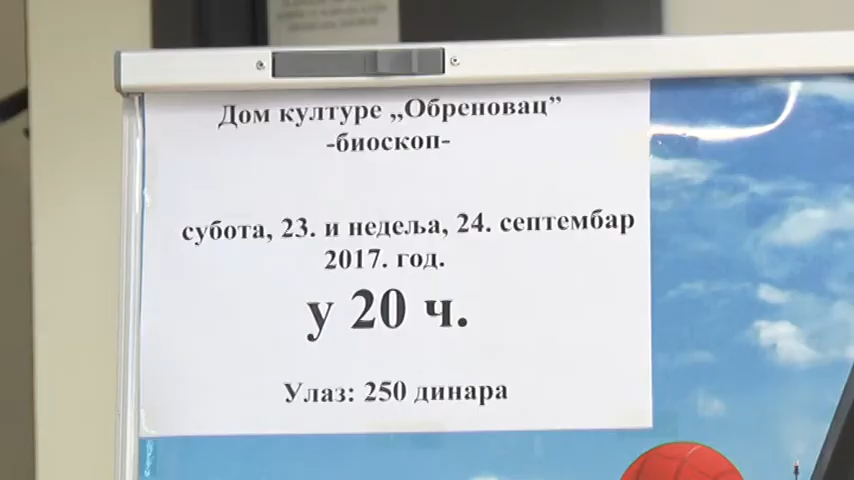 Дом културе „Обреновац”
-биоскоп-
субота, 23. и недеља, 24. септембар
2017. год.
у 20 ч.
Улаз: 250 динара